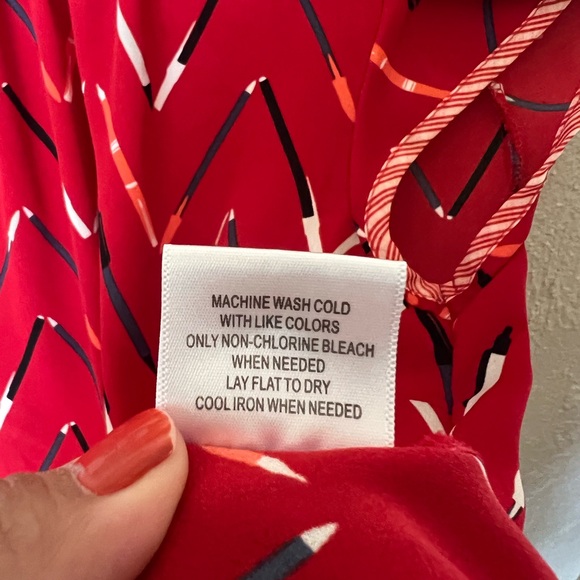 MACHINE WASH COLD
WITH LIKE COLORS
ONLY NON-CHLORINE BLEACH
WHEN NEEDED
LAY FLAT TO DRY
COOL IRON WHEN NEEDED